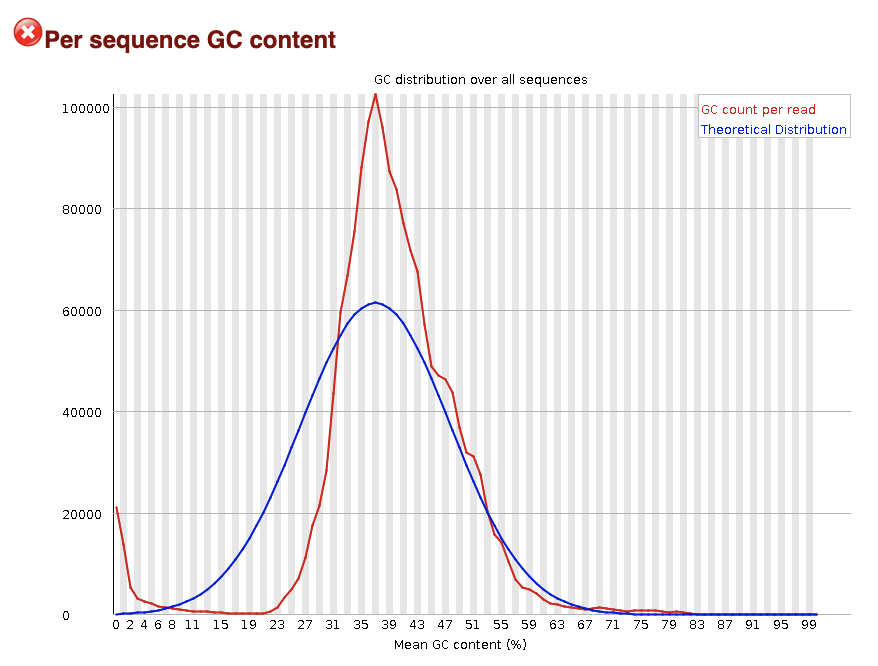 Per sequence GC content
GC distribution over all sequences
GC count per read
Theoretical Distribution
100000
80000
60000
40000
20000
0
0 2 4 6 8 11 15 19 23 27 31 35 39 43 47 51 55 59 63 67 71 75 79 83 87 91 95 99
Mean GC content (%)